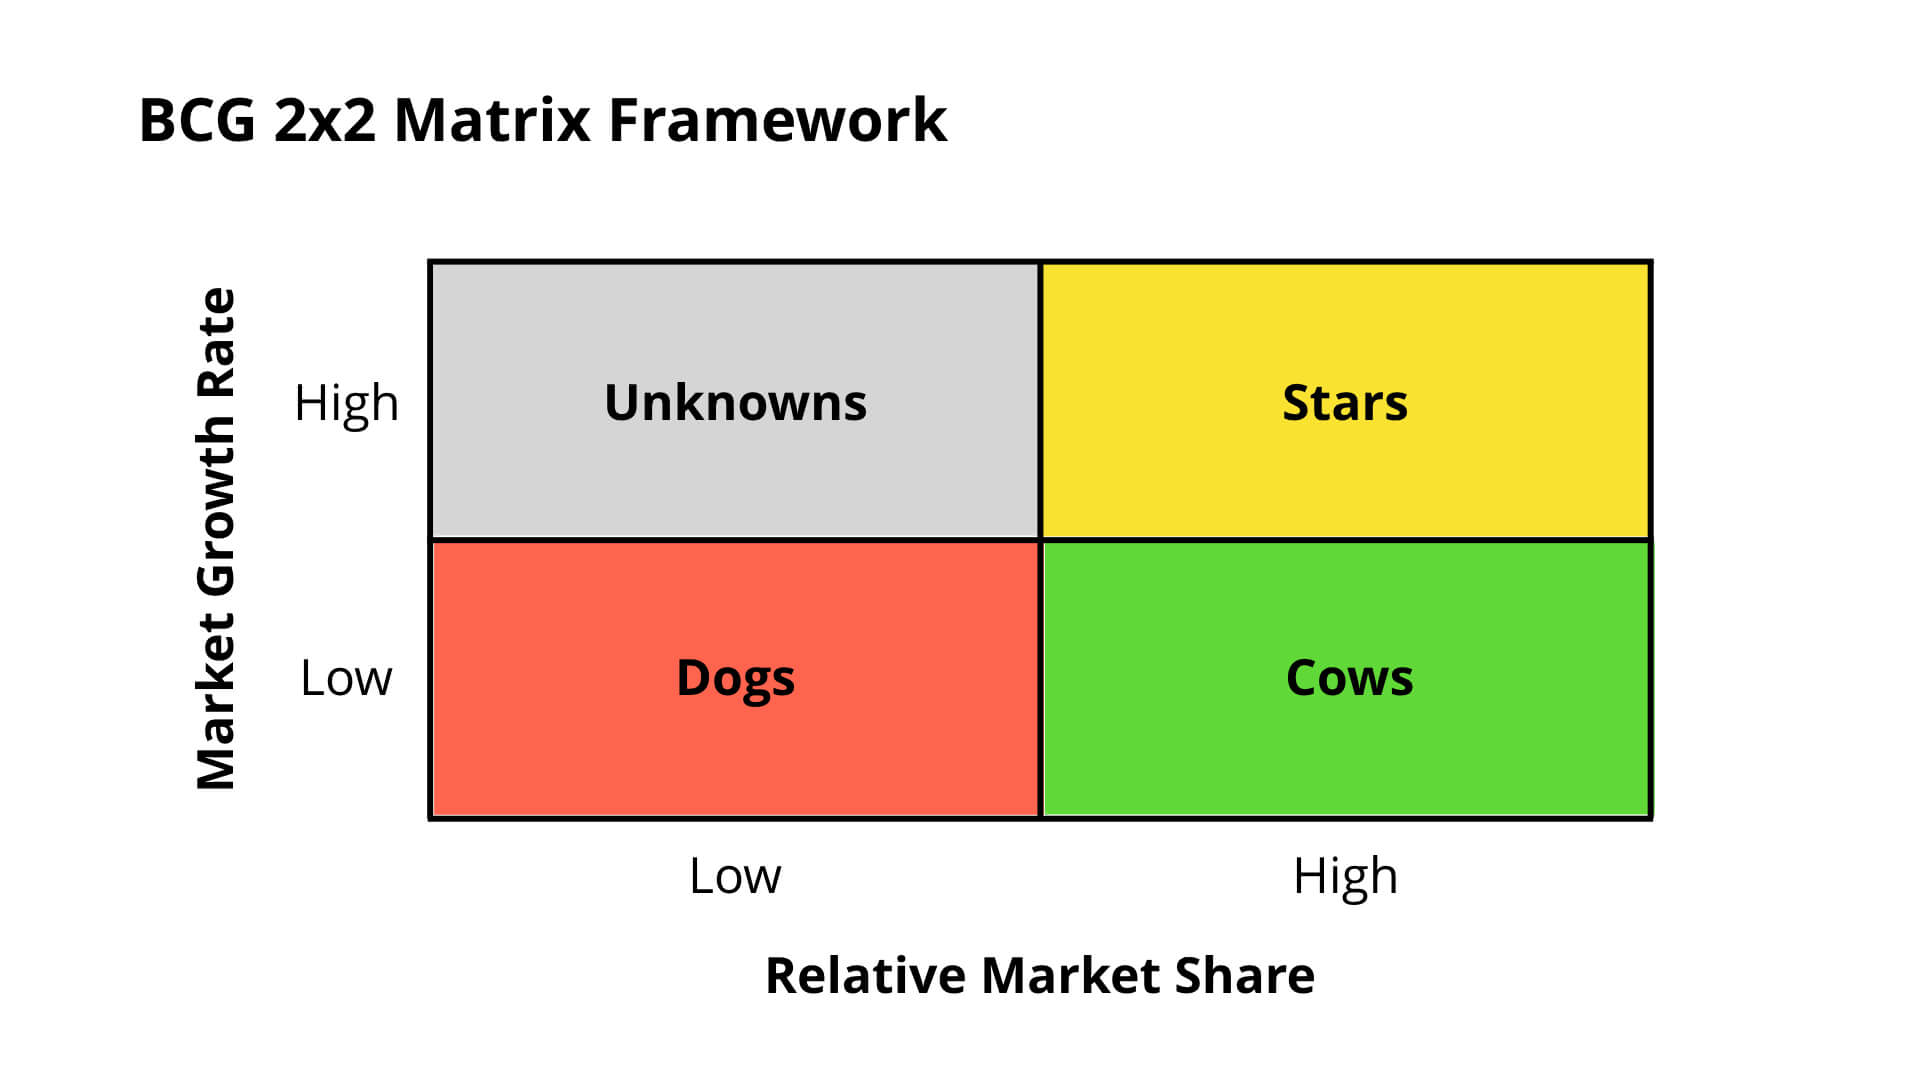 BCG 2x2 Matrix Framework
Market Growth Rate
High
Unknowns
Stars
Low
Dogs
Cows
Low
High
Relative Market Share